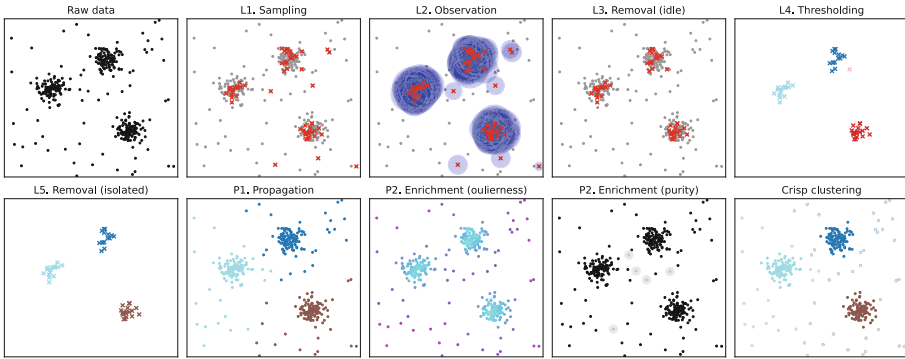 Raw data
L1. Sampling
L2. Observation
L3. Removal (idle)
L4. Thresholding
L5. Removal (isolated)
P1. Propagation
P2. Enrichment (oulierness)
P2. Enrichment (purity)
Crisp clustering